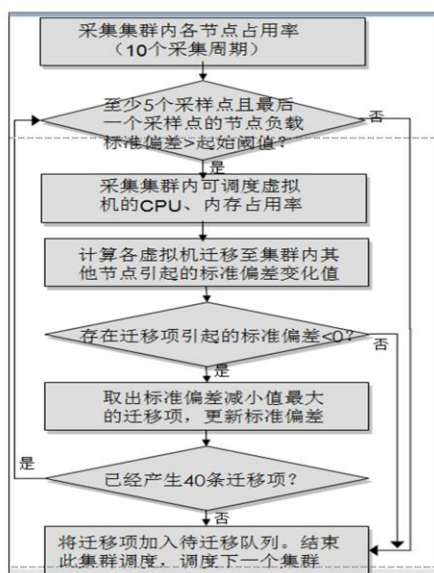 采集集群内各节点占用率
（10个采集周期）
至少5个采样点且最后
一个采样点的节点负载
标准偏差>起始阈值？
否
是
采集集群内可调度虚拟
机的CPU、内存占用率
计算各虚拟机迁移至集群内其
他节点引起的标准偏差变化值
存在迁移项引起的标准偏差<0？
否
是
取出标准偏差减小值最大
的迁移项，更新标准偏差
是
已经产生40条迁移项？
否
将迁移项加入待迁移队列。结束
此集群调度，调度下一个集群